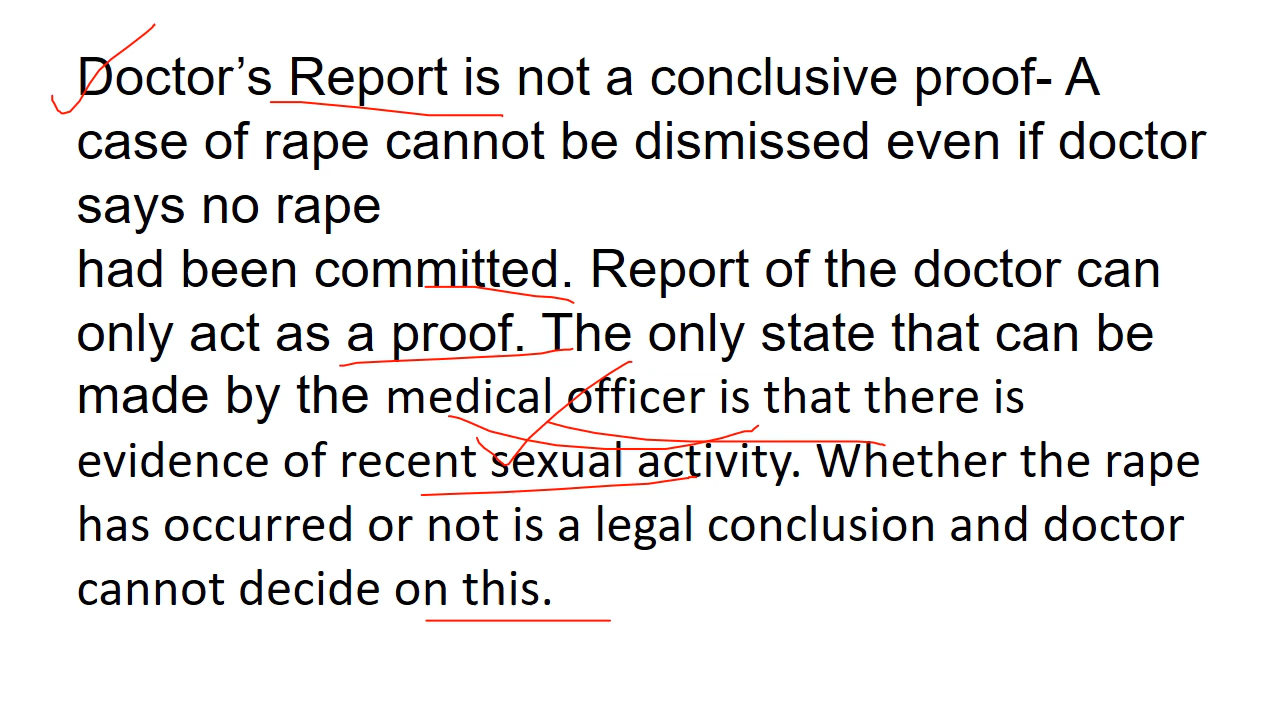 Doctor’s Report is not a conclusive proof- A
case of rape cannot be dismissed even if doctor
says no rape
had been committed. Report of the doctor can
only act as a proof. The only state that can be
made by the medical officer is that there is
evidence of recent sexual activity. Whether the rape
has occurred or not is a legal conclusion and doctor
cannot decide on this.